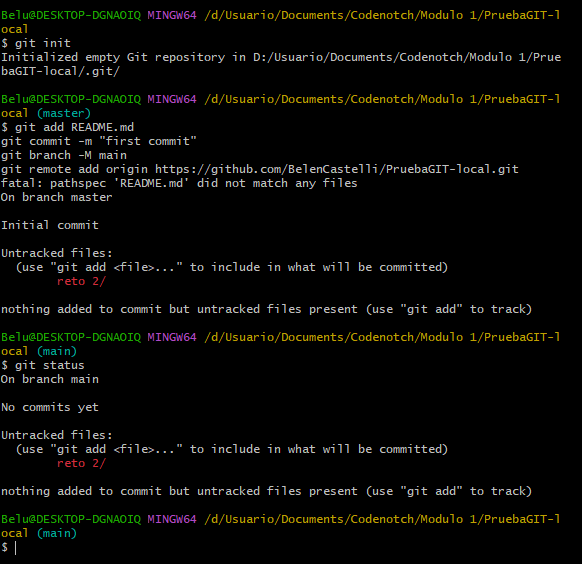 Belu@DESKTOP-DGNAOIQ MINGW64 /d/Usuario/Documents/Codenotch/Modulo 1/PruebaGIT-l
ocal
$ git init
Initialized empty Git repository in D:/Usuario/Documents/Codenotch/Modulo 1/Prue
baGIT-local/.git/

Belu@DESKTOP-DGNAOIQ MINGW64 /d/Usuario/Documents/Codenotch/Modulo 1/PruebaGIT-l
ocal (master)
$ git add README.md
git commit -m "first commit"
git branch -M main
git remote add origin https://github.com/BelenCastelli/PruebaGIT-local.git
fatal: pathspec 'README.md' did not match any files
On branch master

Initial commit

Untracked files:
  (use "git add <file>..." to include in what will be committed)
        reto 2/

nothing added to commit but untracked files present (use "git add" to track)

Belu@DESKTOP-DGNAOIQ MINGW64 /d/Usuario/Documents/Codenotch/Modulo 1/PruebaGIT-l
ocal (main)
$ git status
On branch main

No commits yet

Untracked files:
  (use "git add <file>..." to include in what will be committed)
        reto 2/

nothing added to commit but untracked files present (use "git add" to track)

Belu@DESKTOP-DGNAOIQ MINGW64 /d/Usuario/Documents/Codenotch/Modulo 1/PruebaGIT-l
ocal (main)
$